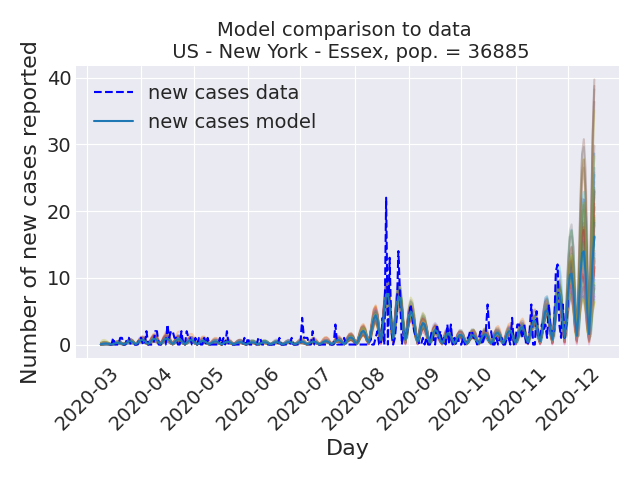 Model comparison to data
US - New York - Essex, pop. = 36885
Number of new cases reported
40
30
20
10
0
new cases data
new cases model
2020-03
2020-04
2020-05
2020-06
2020-07
2020-08
2020-09
2020-10
2020-11
2020-12
Day